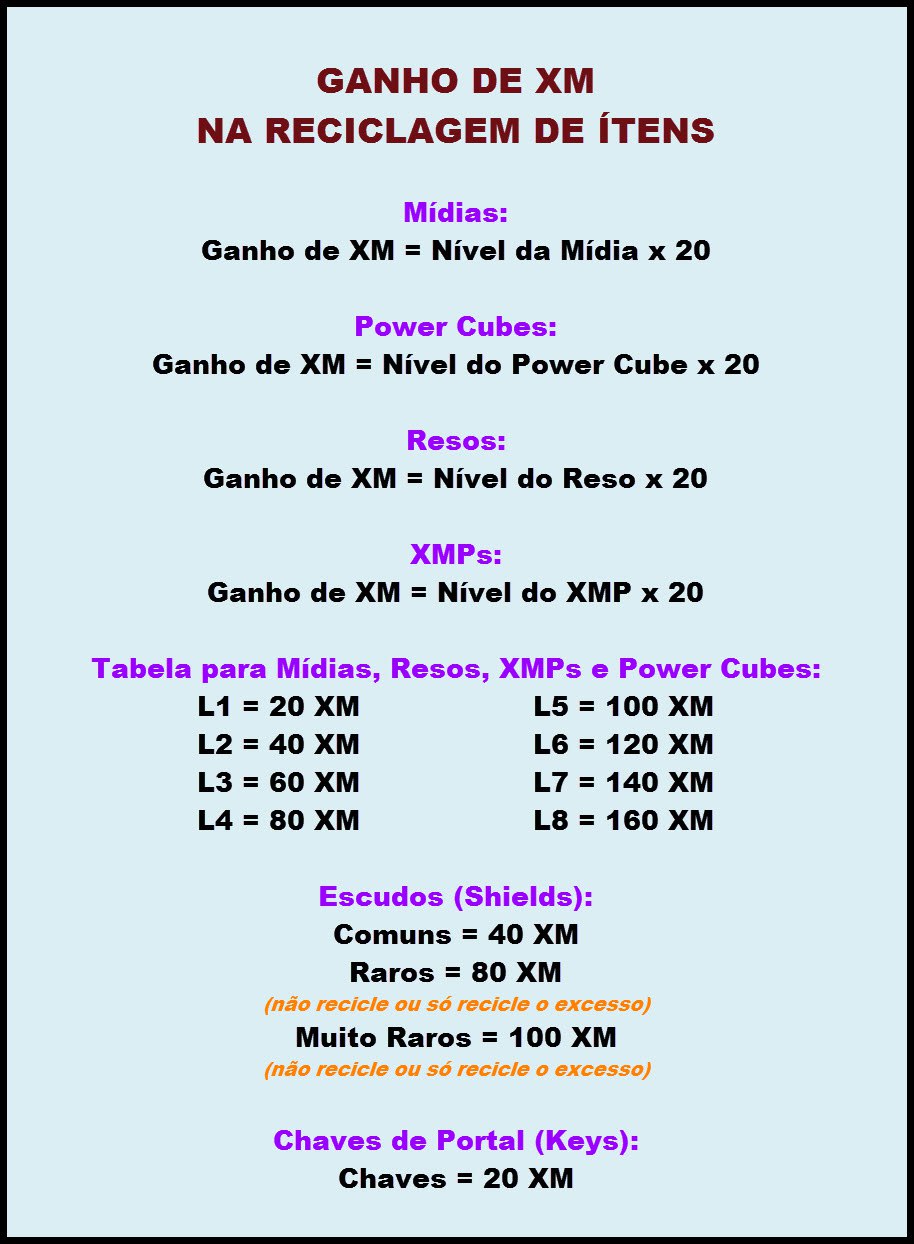 GANHO DE XM
NA RECICLAGEM DE ÍTENS
Mídias:
Ganho de XM = Nível da Mídia x 20
Power Cubes:
Ganho de XM = Nível do Power Cube x 20
Resos:
Ganho de XM = Nível do Reso x 20
XMPs:
Ganho de XM = Nível do XMP x 20
Tabela para Mídias, Resos, XMPs e Power Cubes:
L1 = 20 XM L5 = 100 XM
L2 = 40 XM L6 = 120 XM
L3 = 60 XM L7 = 140 XM
L4 = 80 XM L8 = 160 XM
Escudos (Shields):
Comuns = 40 XM
Raros = 80 XM
(não recicle ou só recicle o excesso)
Muito Raros = 100 XM
(não recicle ou só recicle o excesso)
Chaves de Portal (Keys):
Chaves = 20 XM